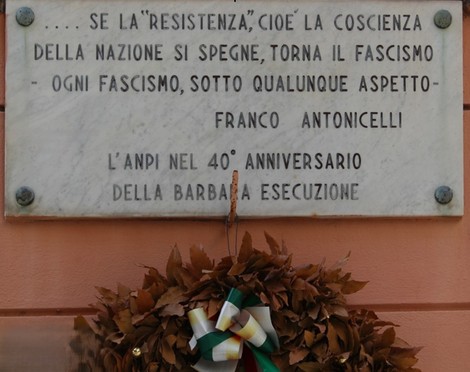 .... SE LA "RESISTENZA", CIOE' LA COSCIENZA
DELLA NAZIONE SI SPEGNE, TORNA IL FASCISMO
- OGNI FASCISMO, SOTTO QUALUNQUE ASPETTO-
FRANCO ANTONICELLI
L'ANPI NEL 40° ANNIVERSARIO
DELLA BARBARA ESECUZIONE